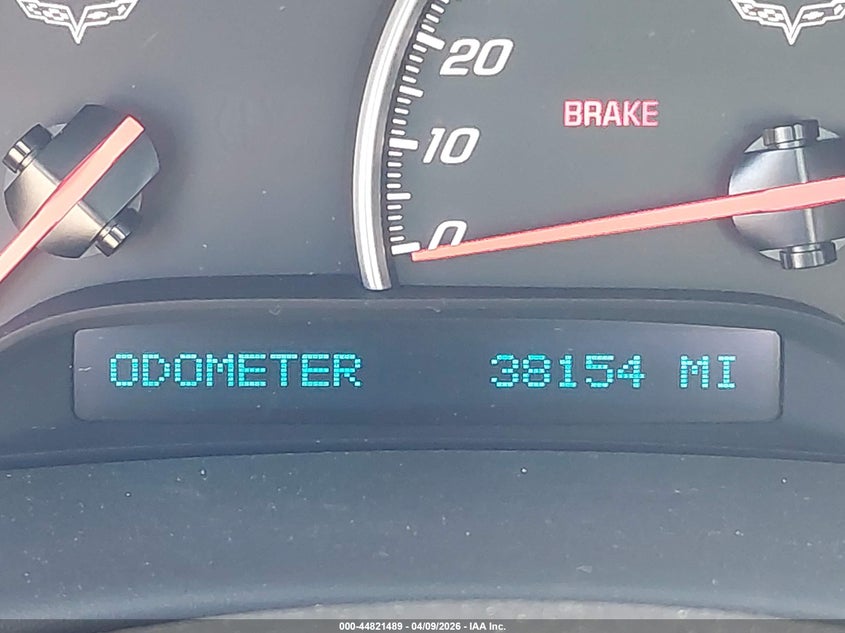 20
BRAKE
10
0
ODOMETER 38154 MI
000-44821489 - 04/09/2026 - IAA Inc.